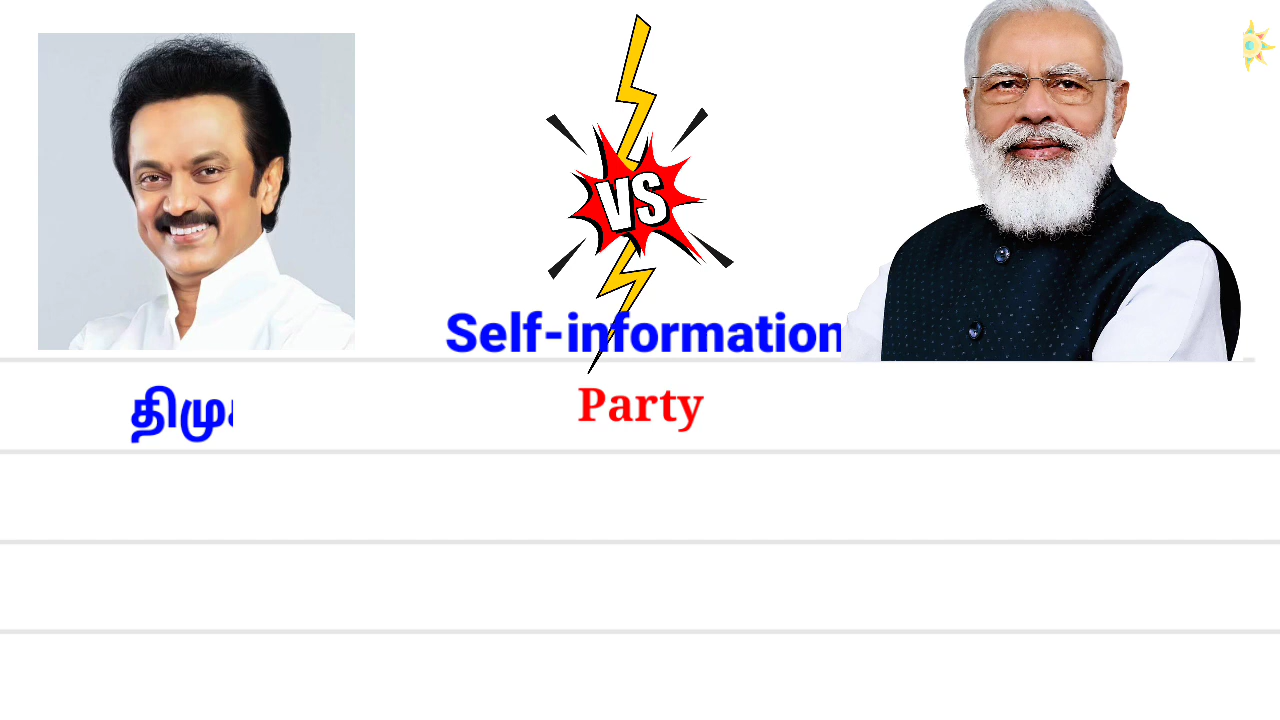 VS
Self-information
திமு
Party